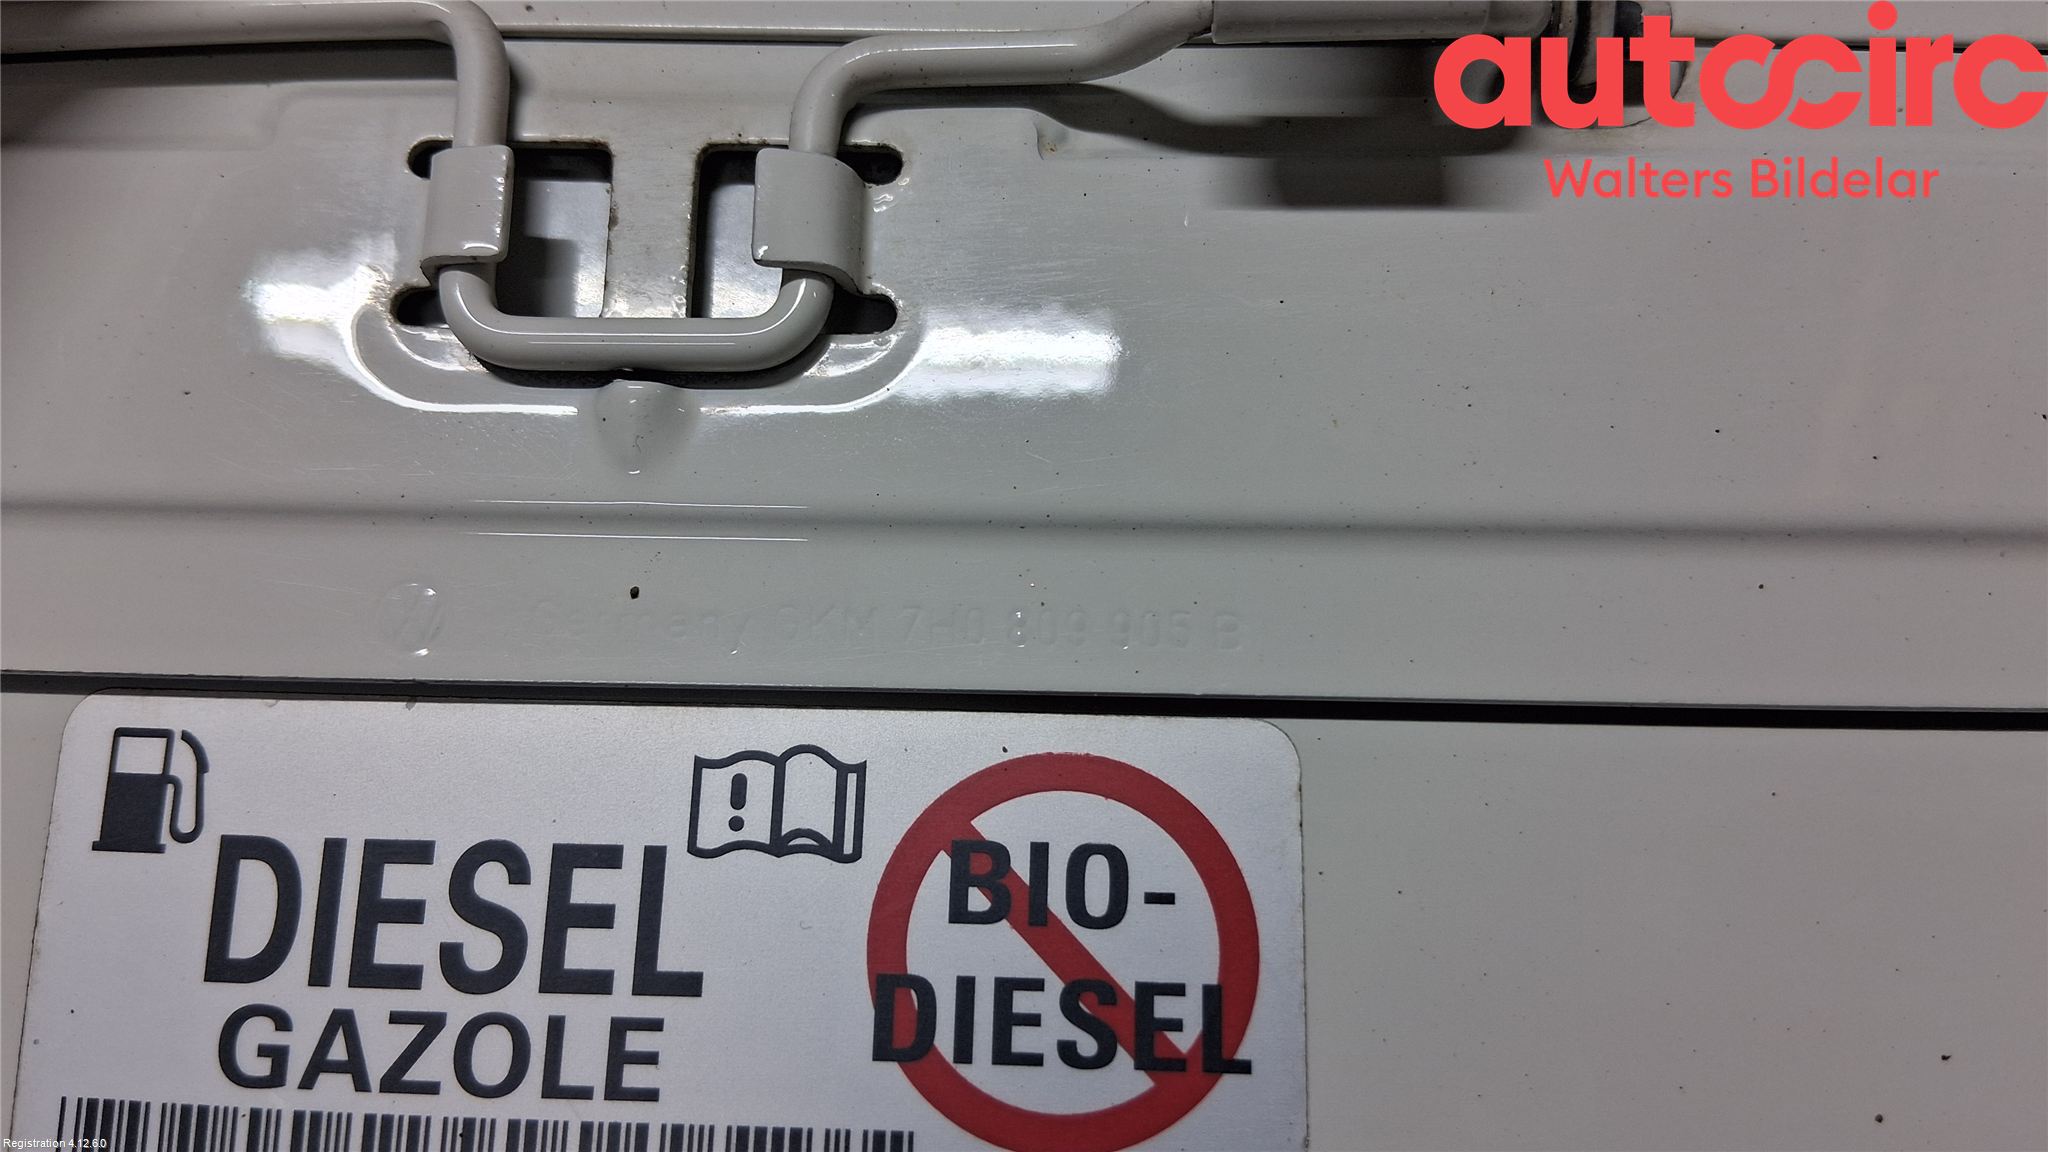 autocirc
Walters Bildelar
Germany GKM 7H0 809 905 B
DIESEL
GAZOLE
BIO-
DIESEL
Registration 4.12.6.0